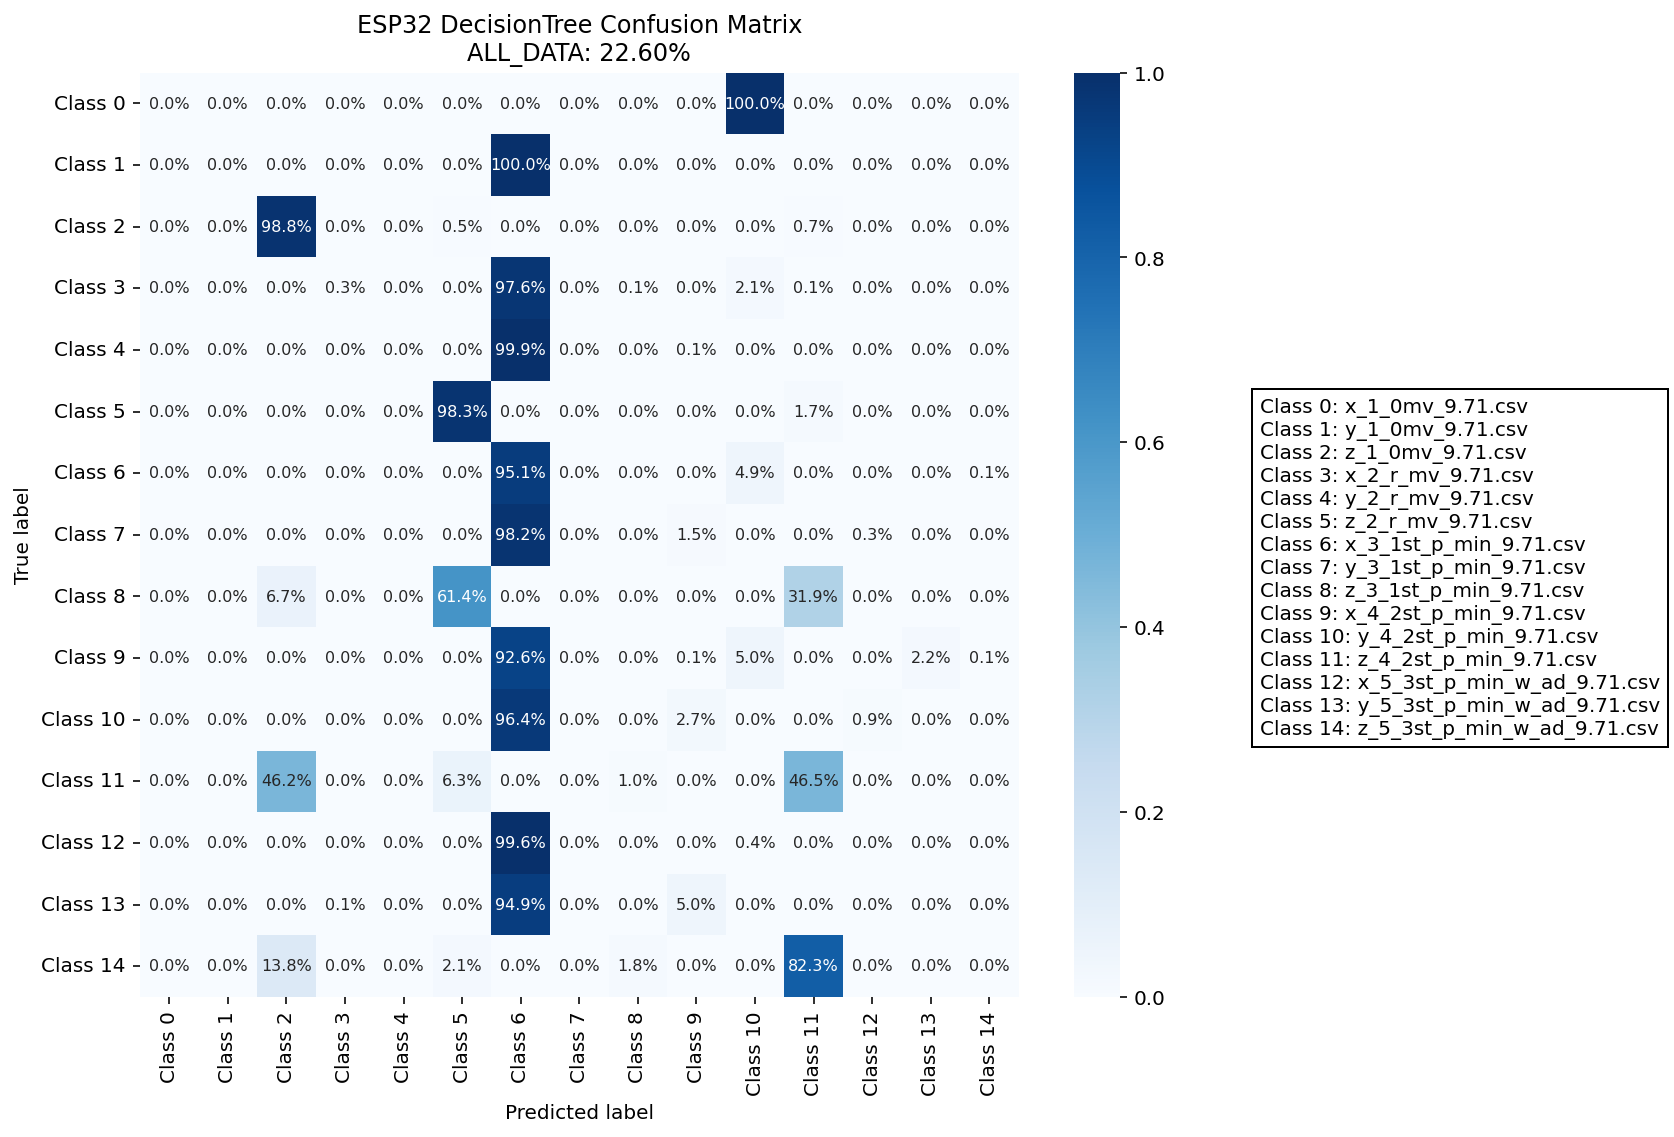 ESP32 DecisionTree Confusion Matrix
ALL_DATA: 22.60%
Class 0 0.0% 0.0% 0.0% 0.0% 0.0% 0.0% 0.0% 0.0% 0.0% 0.0% 100.0% 0.0% 0.0% 0.0% 0.0%
Class 1 0.0% 0.0% 0.0% 0.0% 0.0% 0.0% 100.0% 0.0% 0.0% 0.0% 0.0% 0.0% 0.0% 0.0% 0.0%
Class 2 0.0% 0.0% 98.8% 0.0% 0.0% 0.5% 0.0% 0.0% 0.0% 0.0% 0.0% 0.7% 0.0% 0.0% 0.0%
Class 3 0.0% 0.0% 0.0% 0.3% 0.0% 0.0% 97.6% 0.0% 0.1% 0.0% 2.1% 0.1% 0.0% 0.0% 0.0%
Class 4 0.0% 0.0% 0.0% 0.0% 0.0% 0.0% 99.9% 0.0% 0.0% 0.1% 0.0% 0.0% 0.0% 0.0% 0.0%
Class 5 0.0% 0.0% 0.0% 0.0% 0.0% 98.3% 0.0% 0.0% 0.0% 0.0% 0.0% 1.7% 0.0% 0.0% 0.0%
Class 6 0.0% 0.0% 0.0% 0.0% 0.0% 0.0% 95.1% 0.0% 0.0% 0.0% 4.9% 0.0% 0.0% 0.0% 0.1%
Class 7 0.0% 0.0% 0.0% 0.0% 0.0% 0.0% 98.2% 0.0% 0.0% 1.5% 0.0% 0.0% 0.3% 0.0% 0.0%
Class 8 0.0% 0.0% 6.7% 0.0% 0.0% 61.4% 0.0% 0.0% 0.0% 0.0% 0.0% 31.9% 0.0% 0.0% 0.0%
Class 9 0.0% 0.0% 0.0% 0.0% 0.0% 0.0% 92.6% 0.0% 0.0% 0.1% 5.0% 0.0% 0.0% 2.2% 0.1%
Class 10 0.0% 0.0% 0.0% 0.0% 0.0% 0.0% 96.4% 0.0% 0.0% 2.7% 0.0% 0.0% 0.9% 0.0% 0.0%
Class 11 0.0% 0.0% 46.2% 0.0% 0.0% 6.3% 0.0% 0.0% 1.0% 0.0% 0.0% 46.5% 0.0% 0.0% 0.0%
Class 12 0.0% 0.0% 0.0% 0.0% 0.0% 0.0% 99.6% 0.0% 0.0% 0.0% 0.4% 0.0% 0.0% 0.0% 0.0%
Class 13 0.0% 0.0% 0.0% 0.1% 0.0% 0.0% 94.9% 0.0% 0.0% 5.0% 0.0% 0.0% 0.0% 0.0% 0.0%
Class 14 0.0% 0.0% 13.8% 0.0% 0.0% 2.1% 0.0% 0.0% 1.8% 0.0% 0.0% 82.3% 0.0% 0.0% 0.0%
True label
Class 0 Class 1 Class 2 Class 3 Class 4 Class 5 Class 6 Class 7 Class 8 Class 9 Class 10 Class 11 Class 12 Class 13 Class 14
Predicted label
1.0
0.8
0.6
0.4
0.2
0.0
Class 0: x_1_0mv_9.71.csv
Class 1: y_1_0mv_9.71.csv
Class 2: z_1_0mv_9.71.csv
Class 3: x_2_r_mv_9.71.csv
Class 4: y_2_r_mv_9.71.csv
Class 5: z_2_r_mv_9.71.csv
Class 6: x_3_1st_p_min_9.71.csv
Class 7: y_3_1st_p_min_9.71.csv
Class 8: z_3_1st_p_min_9.71.csv
Class 9: x_4_2st_p_min_9.71.csv
Class 10: y_4_2st_p_min_9.71.csv
Class 11: z_4_2st_p_min_9.71.csv
Class 12: x_5_3st_p_min_w_ad_9.71.csv
Class 13: y_5_3st_p_min_w_ad_9.71.csv
Class 14: z_5_3st_p_min_w_ad_9.71.csv